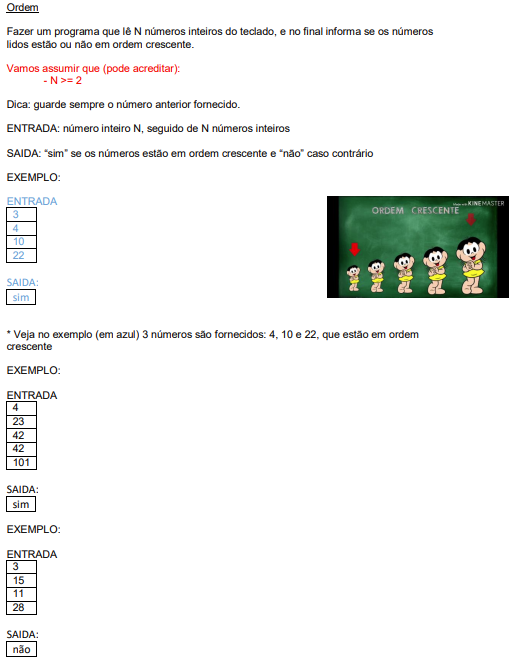 Ordem
Fazer um programa que lê N números inteiros do teclado, e no final informa se os números
lidos estão ou não em ordem crescente.
Vamos assumir que (pode acreditar):
- N >= 2
Dica: guarde sempre o número anterior fornecido.
ENTRADA: número inteiro N, seguido de N números inteiros
SAIDA: “sim” se os números estão em ordem crescente e “não” caso contrário
EXEMPLO:
ENTRADA
3
4
10
22
Made with KINEMASTER
ORDEM CRESCENTE
SAIDA:
sim
* Veja no exemplo (em azul) 3 números são fornecidos: 4, 10 e 22, que estão em ordem
crescente
EXEMPLO:
ENTRADA
4
23
42
42
101
SAIDA:
sim
EXEMPLO:
ENTRADA
3
15
11
28
SAIDA:
não